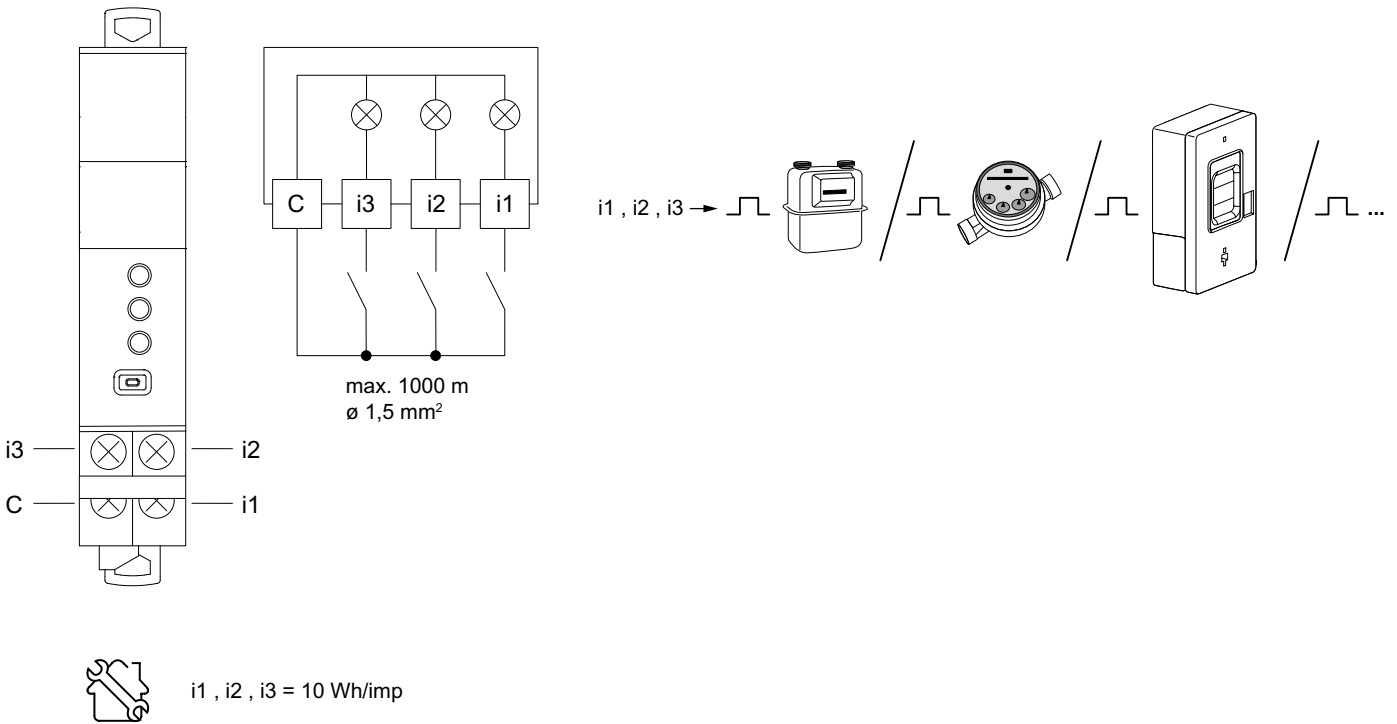 C i3 i2 i1
i1 , i2 , i3
...
max. 1000 m
ø 1,5 mm²
i3
i2
C
i1
i1 , i2 , i3 = 10 Wh/imp